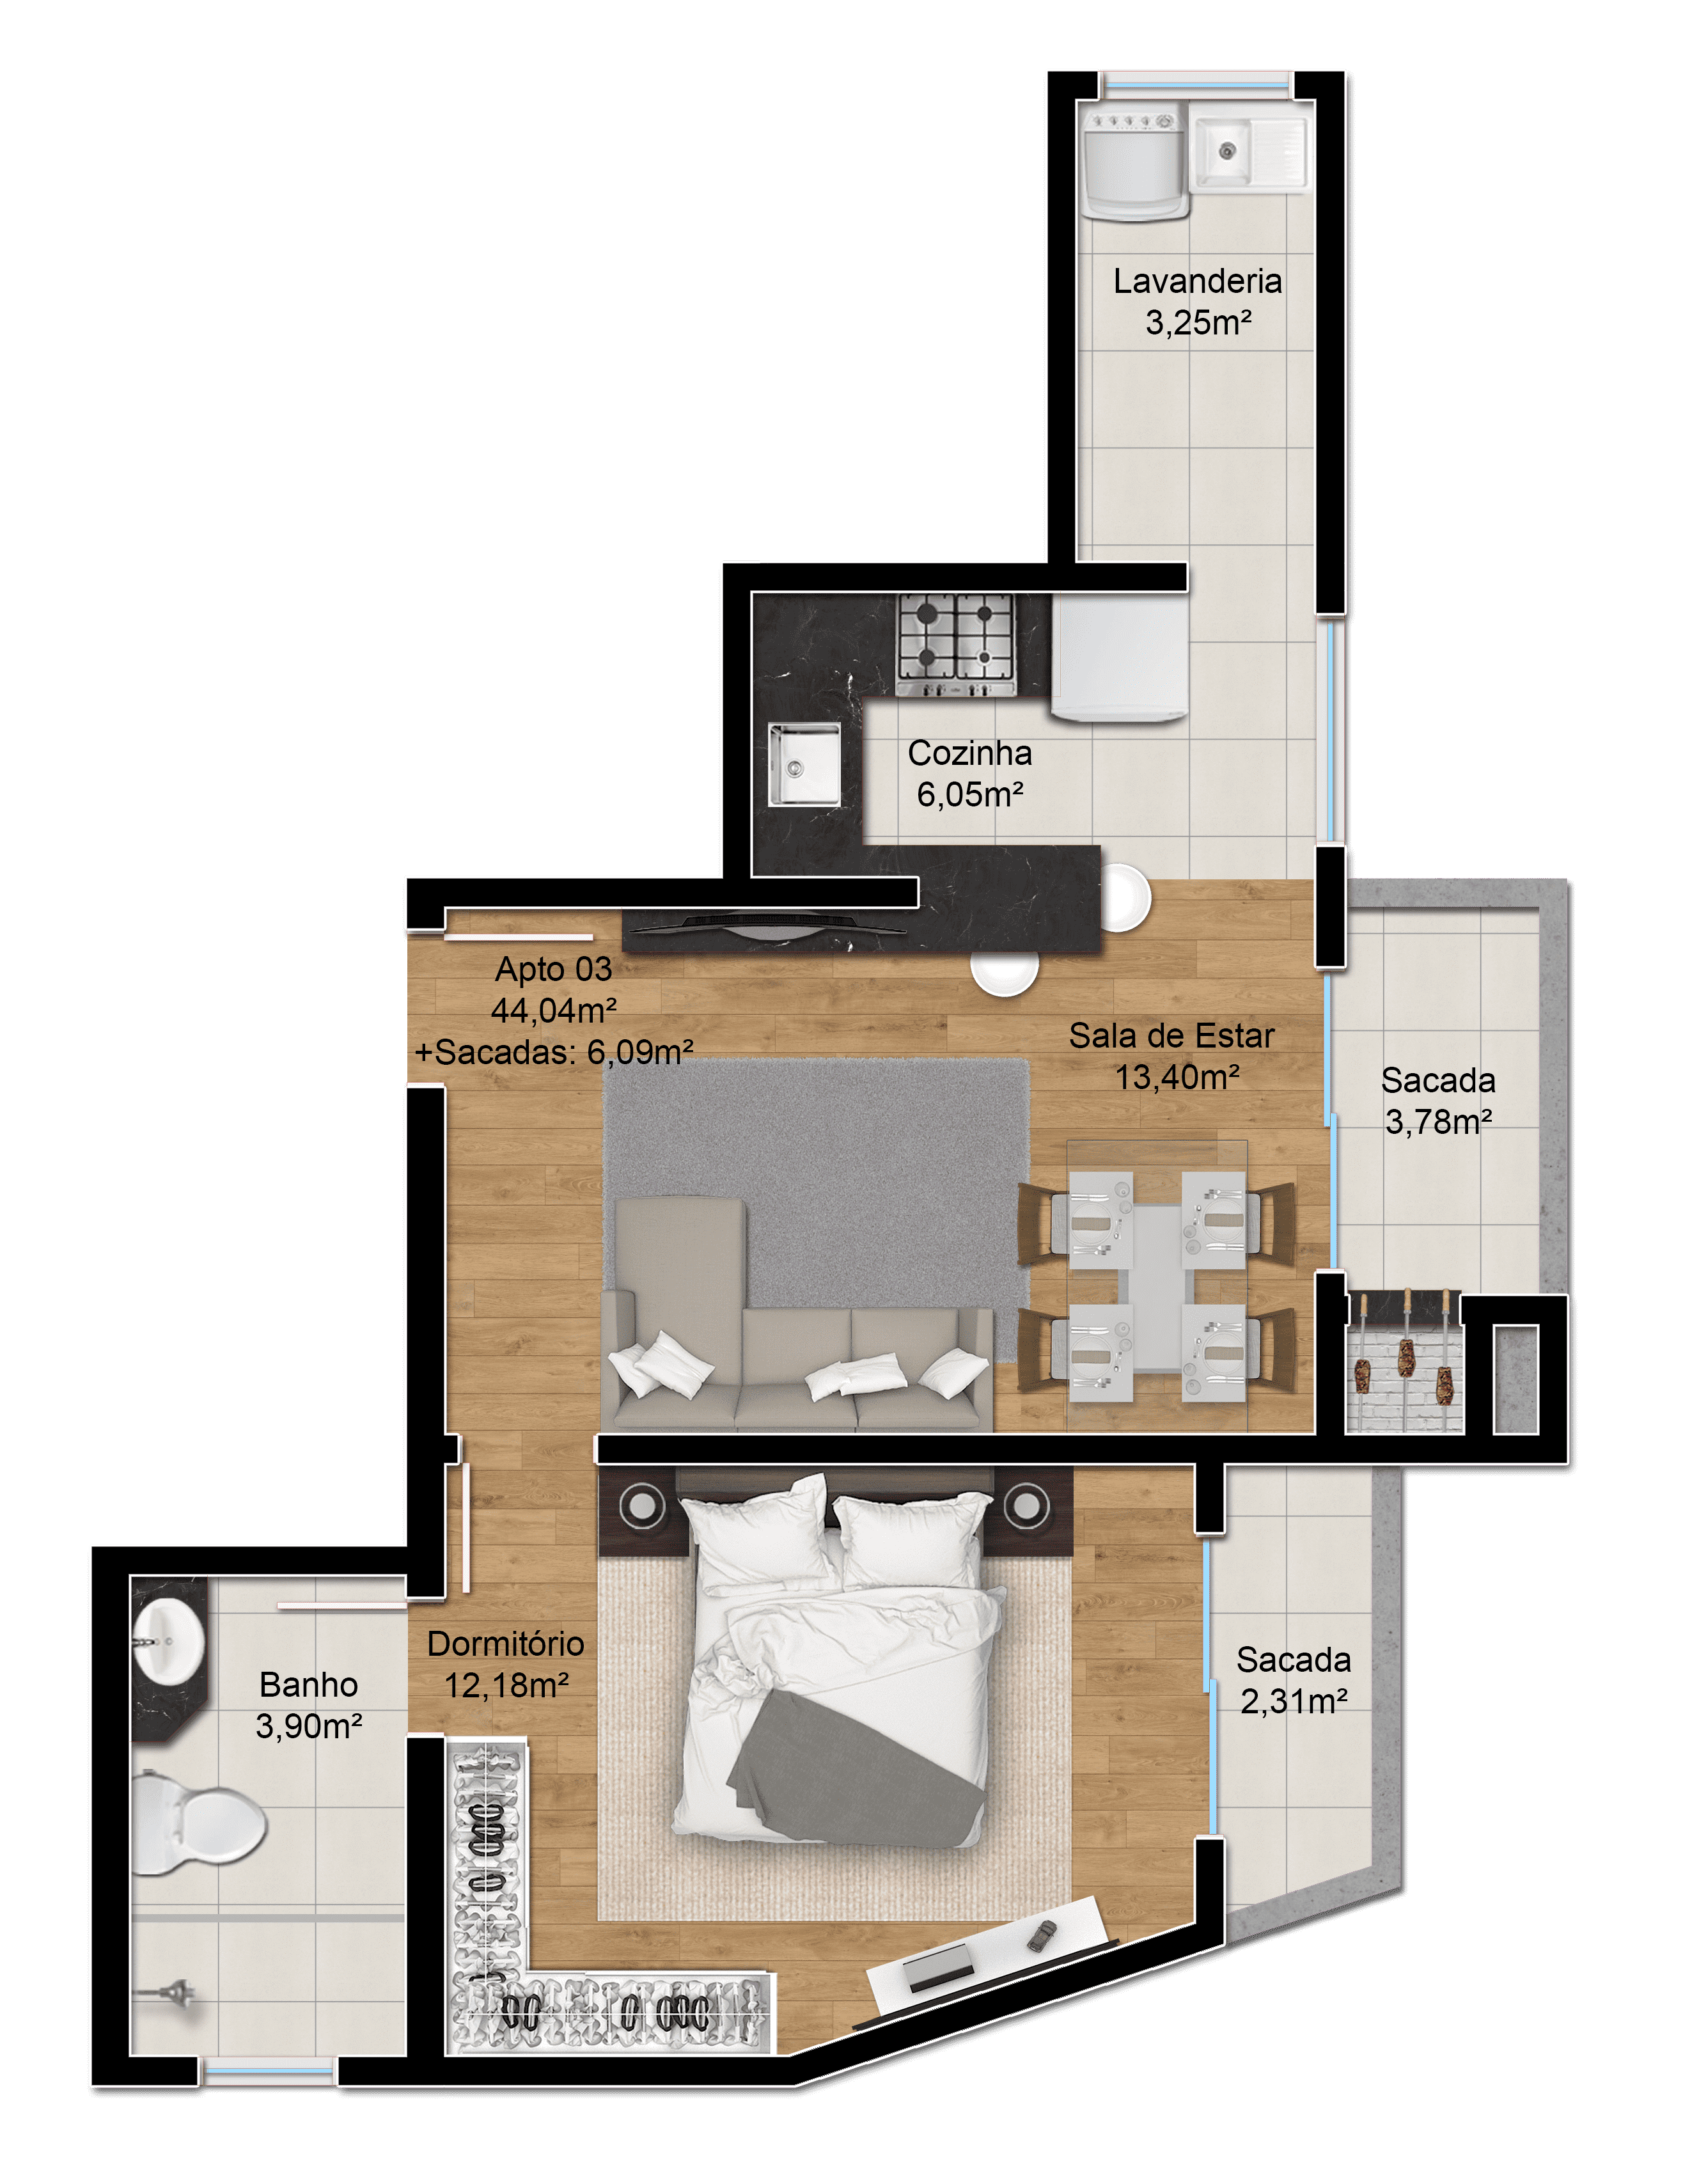 Lavanderia
3,25m²
Cozinha
6,05m²
Apto 03
44,04m²
+Sacadas: 6,09m²
Sala de Estar
13,40m²
Sacada
3,78m²
Dormitório
12,18m²
Banho
3,90m²
Sacada
2,31m²